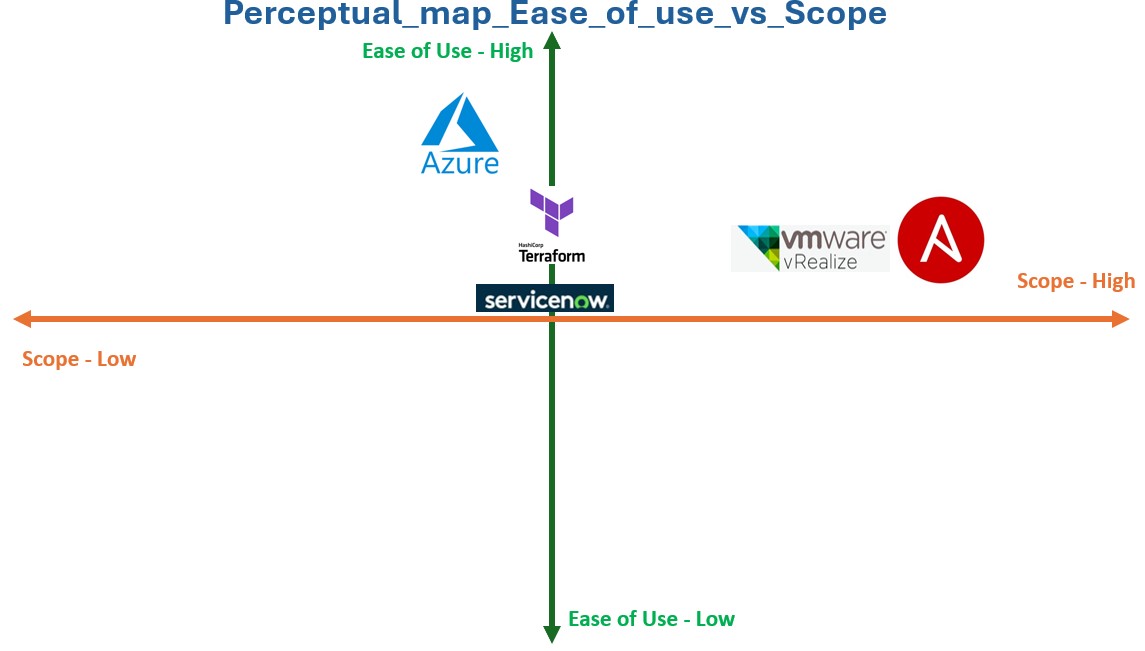 Perceptual_map_Ease_of_use_vs_Scope
Ease of Use - High
Azure
HashiCorp
Terraform
vmware®
vRealize
A
Scope - High
servicenow®
Scope - Low
Ease of Use - Low